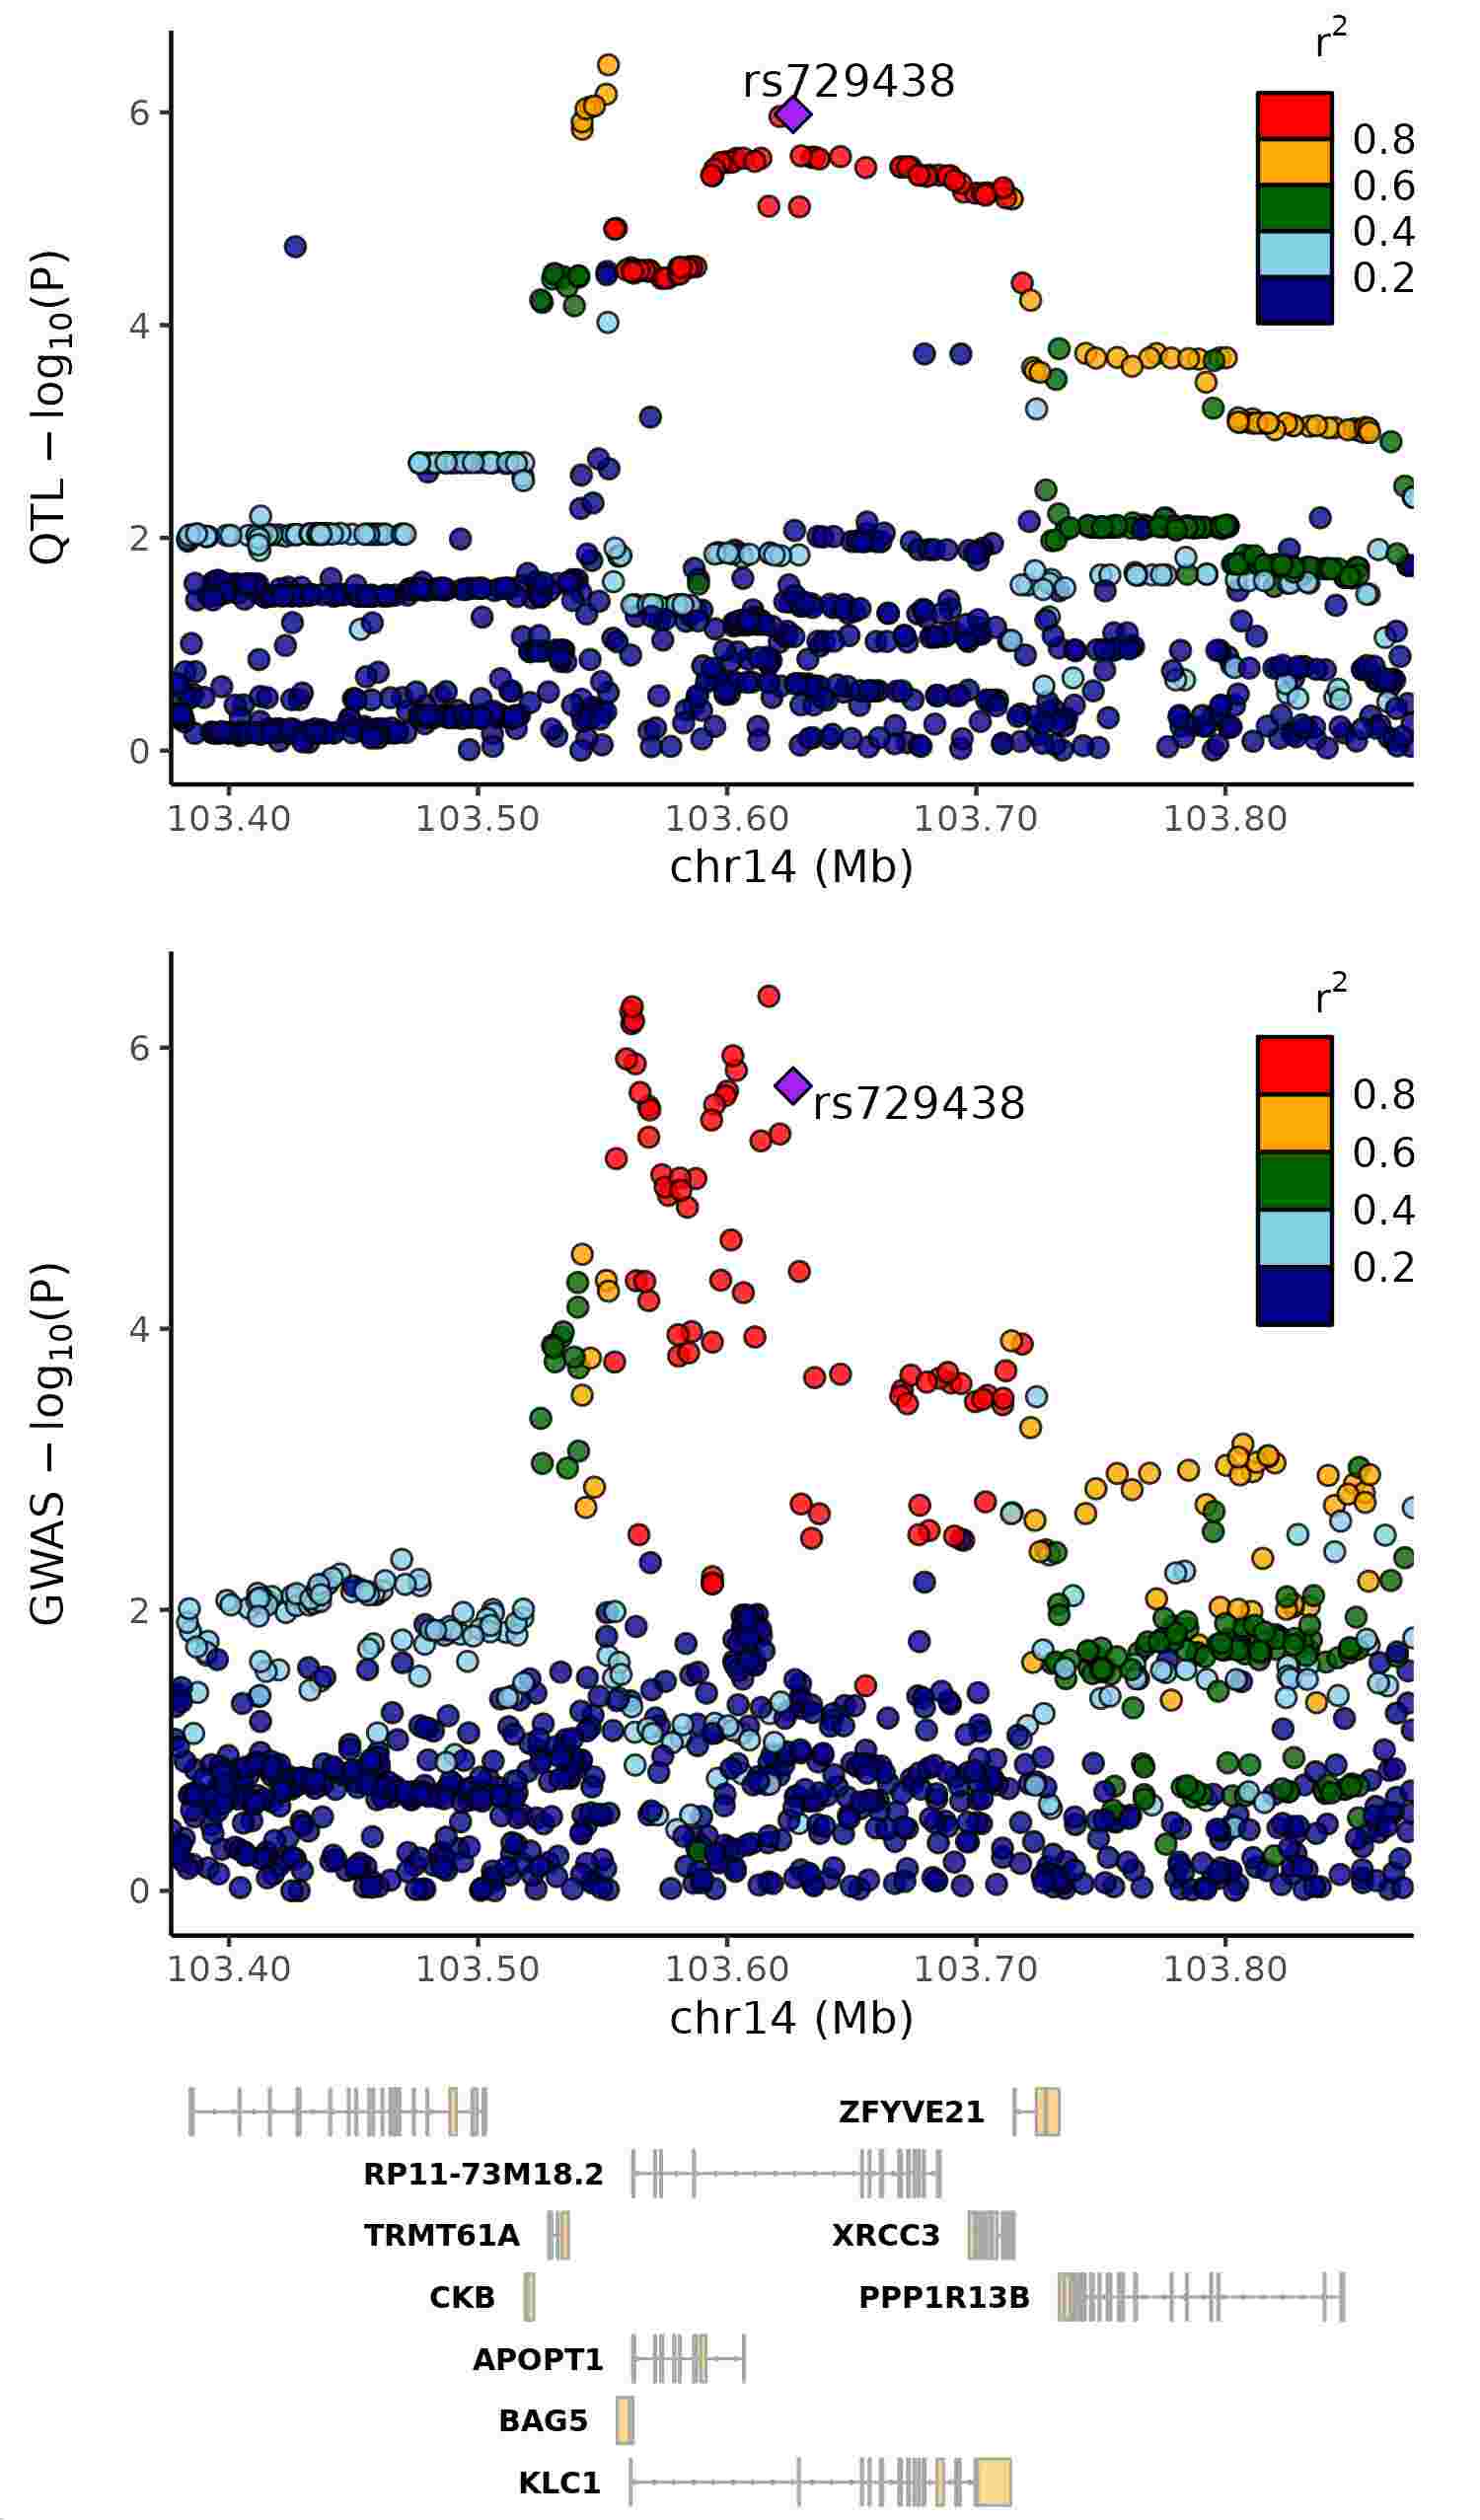 r2
rs729438
0.8
0.6
0.4
0.2
6
4
2
0
QTL −log10(P)
103.40 103.50 103.60 103.70 103.80
chr14 (Mb)
r2
rs729438
0.8
0.6
0.4
0.2
6
4
2
0
GWAS −log10(P)
103.40 103.50 103.60 103.70 103.80
chr14 (Mb)
ZFYVE21
RP11-73M18.2
TRMT61A XRCC3
CKB PPP1R13B
APOPT1
BAG5
KLC1